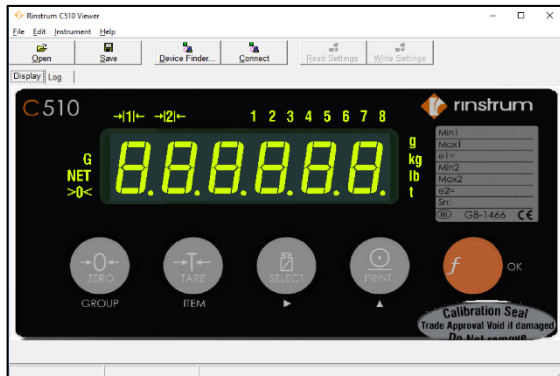 Rinstrum C510 Viewer
File Edit Instrument Help
Open Save Device Finder... Connect Read Settings Write Settings
Display Log
C510 rinstrum
→|1|← →|2|← 1 2 3 4 5 6 7 8
G
NET
>0<
8.8.8.8.8.8.
g
kg
lb
t
Min1
Max1
e1=
Min2
Max2
e2=
Sn:
GB-1466 CE
→0← ZERO
→T← TARE
SELECT
PRINT
f OK
GROUP ITEM ▶ ▲
Calibration Seal
Trade Approval Void if damaged
Do Not remove